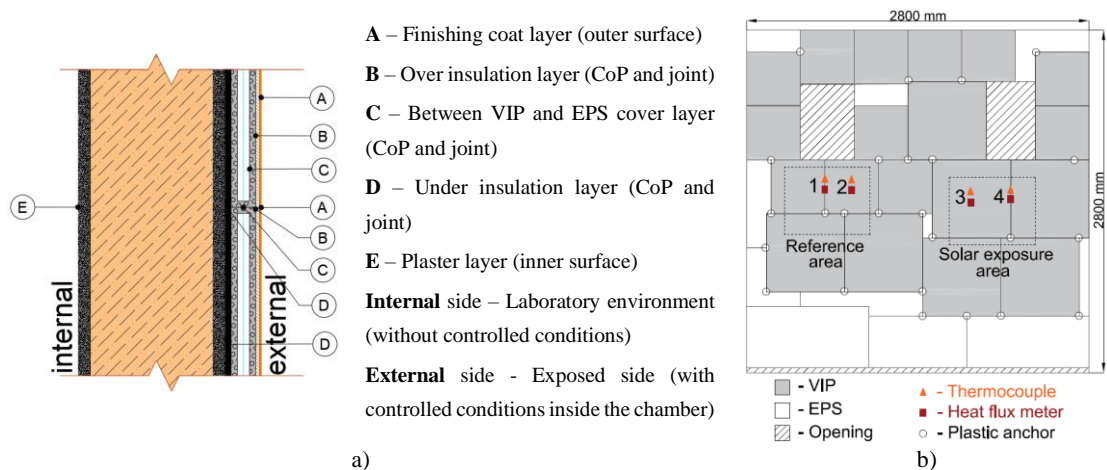 A – Finishing coat layer (outer surface)
B – Over insulation layer (CoP and joint)
C – Between VIP and EPS cover layer
(CoP and joint)
D – Under insulation layer (CoP and
joint)
E – Plaster layer (inner surface)
Internal side – Laboratory environment
(without controlled conditions)
External side - Exposed side (with
controlled conditions inside the chamber)
A
B
C
E
A
B
C
D
D
internal
external
a)
2800 mm
2800 mm
1
2
3
4
Reference
area
Solar exposure
area
- VIP
- EPS
- Opening
- Thermocouple
- Heat flux meter
- Plastic anchor
b)